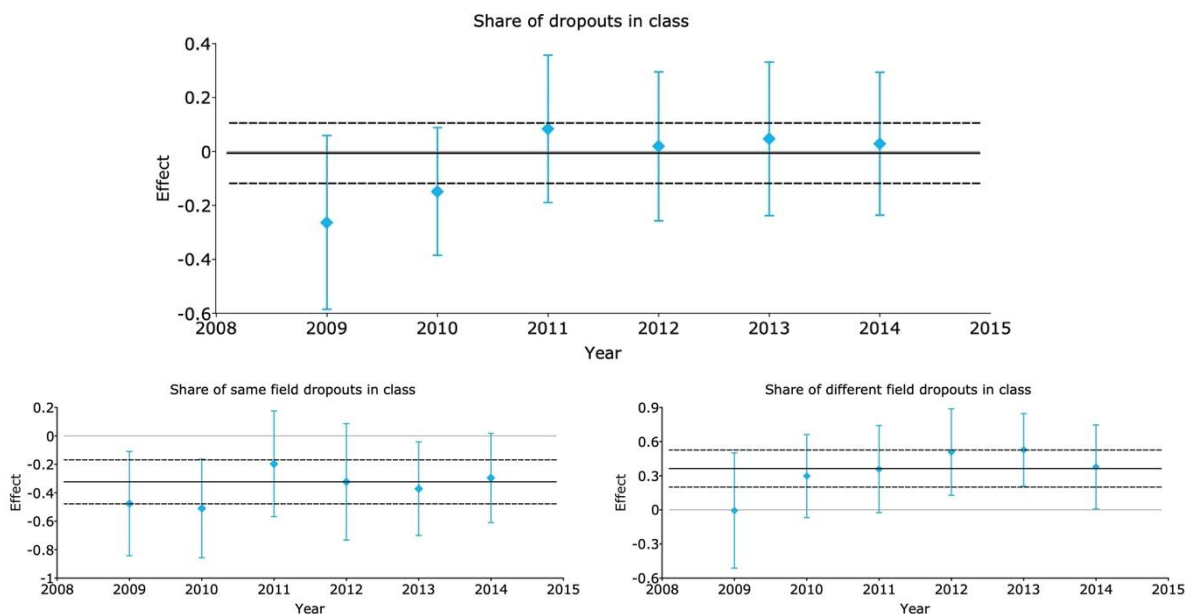 Share of dropouts in class
0.4
0.2
0
-0.2
-0.4
-0.6
Effect
2008 2009 2010 2011 2012 2013 2014 2015
Year
Share of same field dropouts in class
0.2
0
-0.2
-0.4
-0.6
-0.8
-1
Effect
2008 2009 2010 2011 2012 2013 2014 2015
Year
Share of different field dropouts in class
0.9
0.6
0.3
0
-0.3
-0.6
Effect
2008 2009 2010 2011 2012 2013 2014 2015
Year